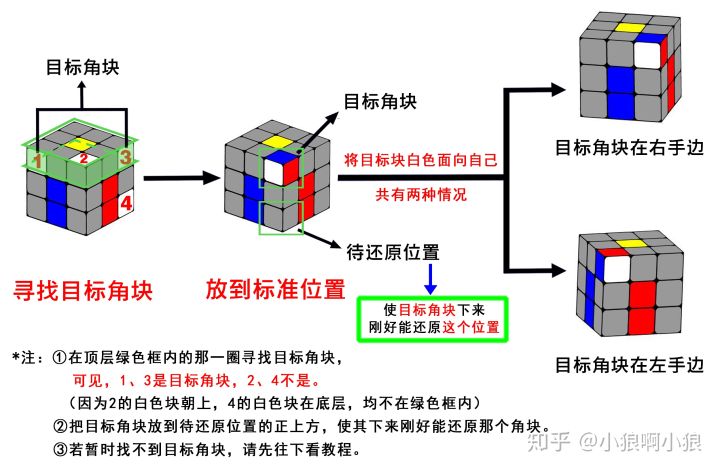 目标角块
1
2
3
4
寻找目标角块
目标角块
放到标准位置
待还原位置
使目标角块下来
刚好能还原这个位置
将目标块白色面向自己
共有两种情况
目标角块在右手边
目标角块在左手边
*注：①在顶层绿色框内的那一圈寻找目标角块，
可见，1、3是目标角块，2、4不是。
（因为2的白色块朝上，4的白色块在底层，均不在绿色框内）
②把目标角块放到待还原位置的正上方，使其下来刚好能还原那个角块。
③若暂时找不到目标角块，请先往下看教程。
知乎 @小狼啊小狼